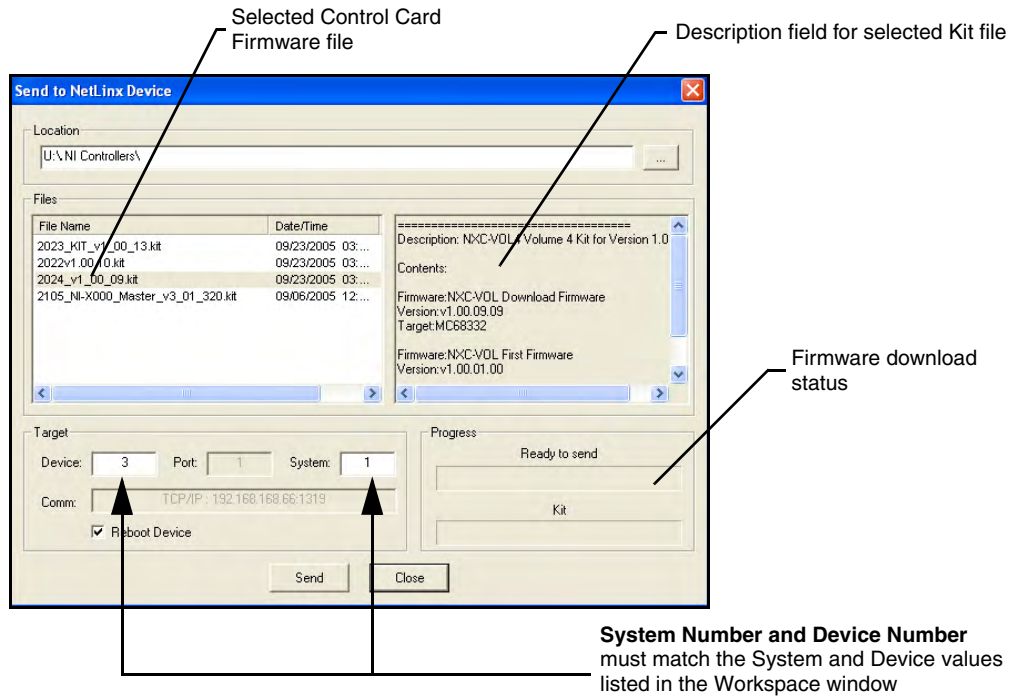 Selected Control Card
Firmware file
Description field for selected Kit file
Send to NetLinx Device
Location
U:\NI Controllers\
...
Files
File Name Date/Time
2023_KIT_v1_00_13.kit 09/23/2005 03:...
2022v1.00.10.kit 09/23/2005 03:...
2024_v1_00_09.kit 09/23/2005 03:...
2105_NI-X000_Master_v3_01_320.kit 09/06/2005 12:...
===================================
Description: NXC-VOL4 Volume 4 Kit for Version 1.0
Contents:
Firmware:NXC-VOL Download Firmware
Version:v1.00.09.09
Target:MC68332
Firmware:NXC-VOL First Firmware
Version:v1.00.01.00
Firmware download
status
Target
Device: 3 Port: 1 System: 1
Comm: TCP/IP : 192.168.168.66:1319
Reboot Device
Progress
Ready to send
Kit
Send Close
System Number and Device Number
must match the System and Device values
listed in the Workspace window